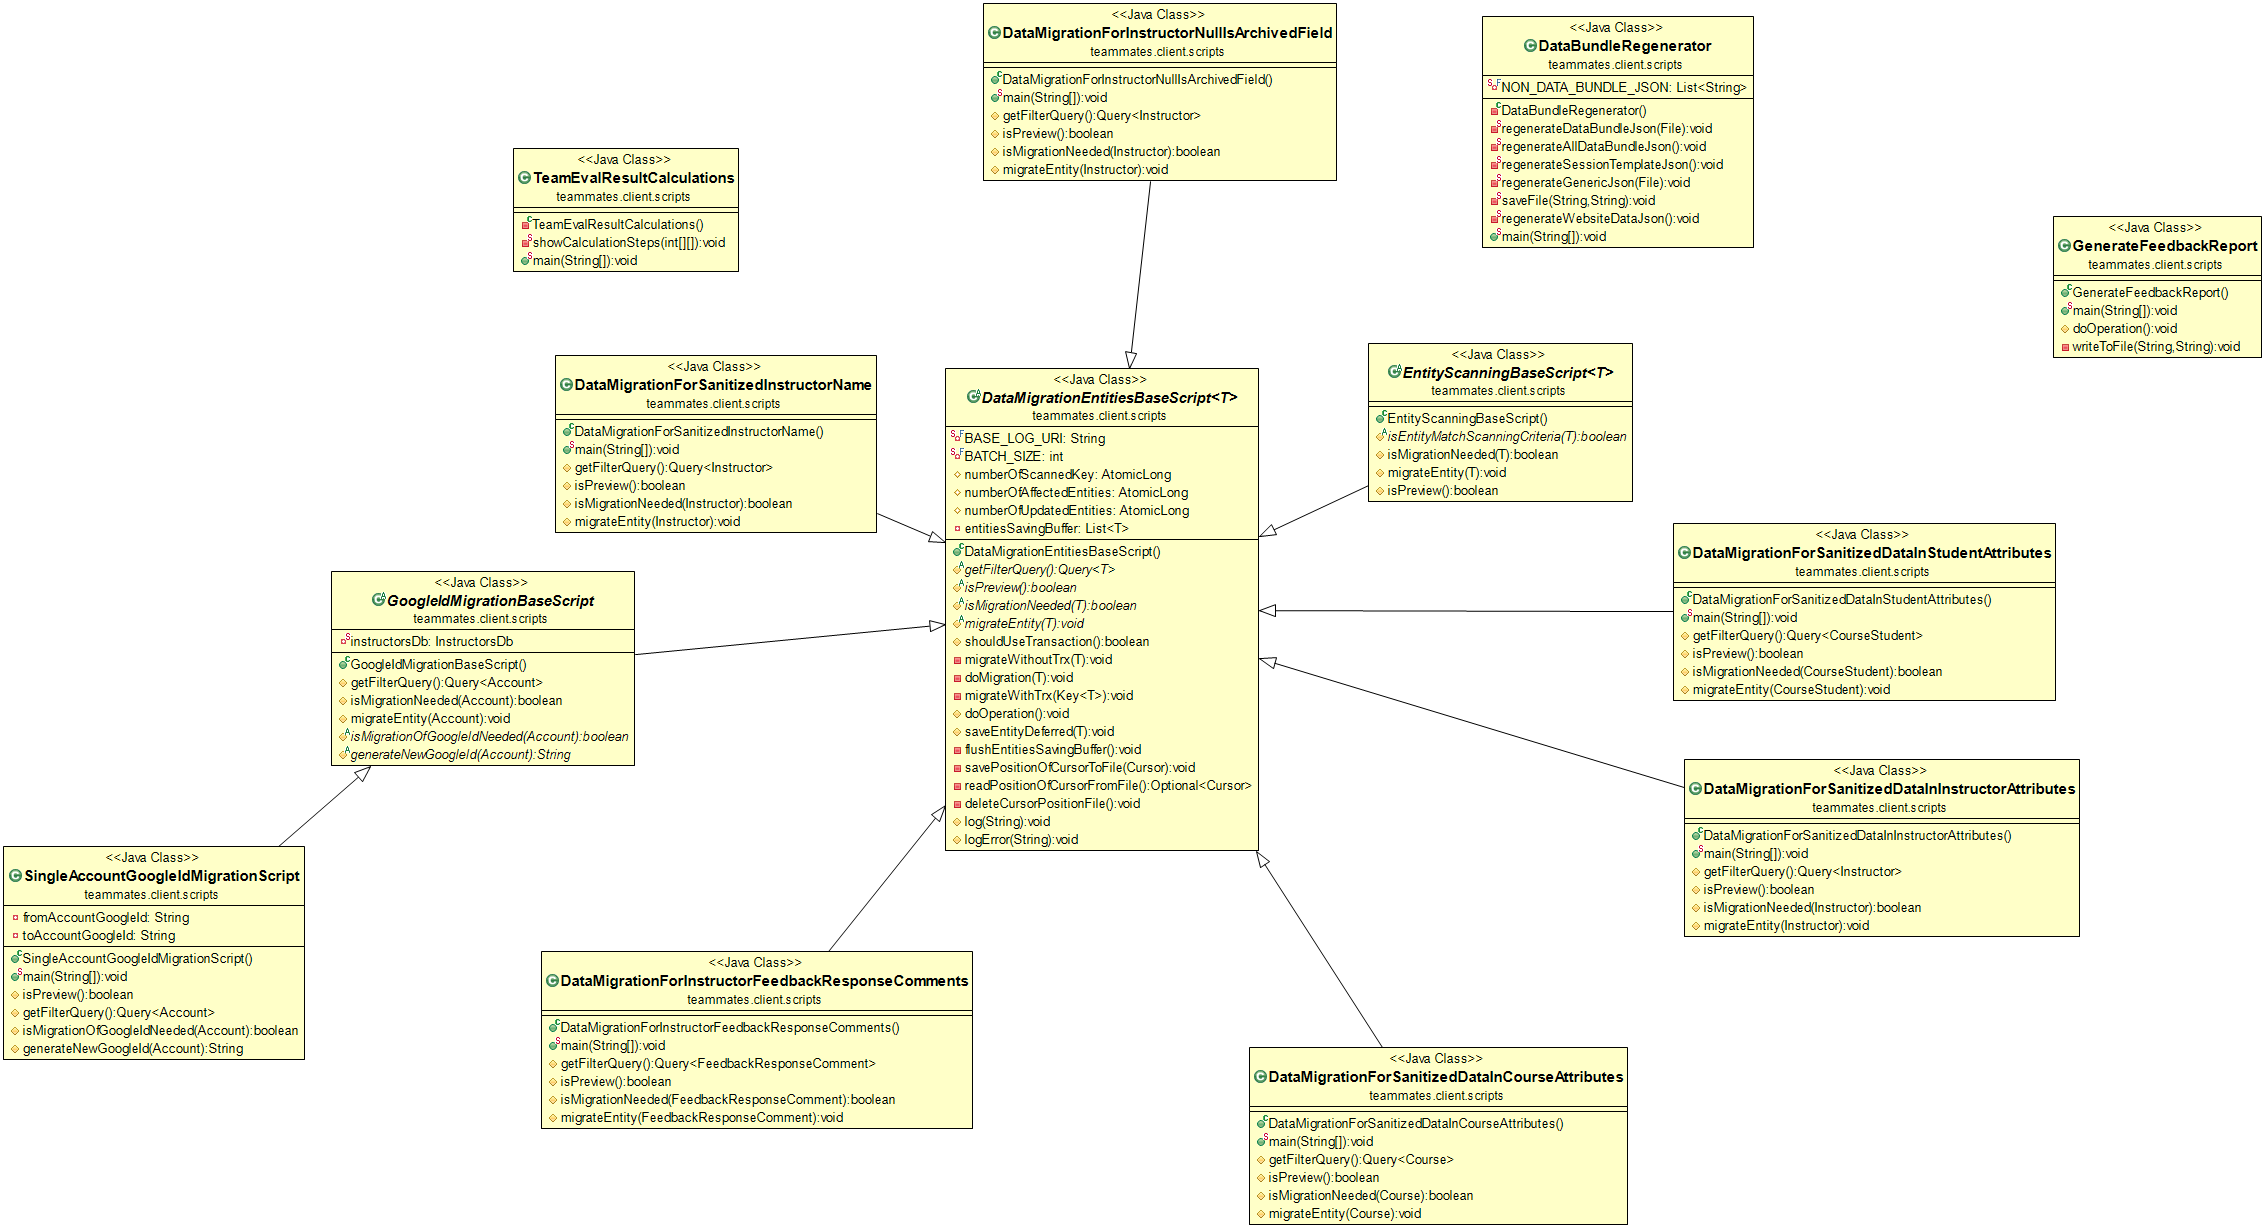 <<Java Class>>
DataMigrationForInstructorNullIsArchivedField
teammates.client.scripts
DataMigrationForInstructorNullIsArchivedField()
main(String[]):void
getFilterQuery():Query<Instructor>
isPreview():boolean
isMigrationNeeded(Instructor):boolean
migrateEntity(Instructor):void
<<Java Class>>
DataBundleRegenerator
teammates.client.scripts
NON_DATA_BUNDLE_JSON: List<String>
DataBundleRegenerator()
regenerateDataBundleJson(File):void
regenerateAllDataBundleJson():void
regenerateSessionTemplateJson():void
regenerateGenericJson(File):void
saveFile(String,String):void
regenerateWebsiteDataJson():void
main(String[]):void
<<Java Class>>
TeamEvalResultCalculations
teammates.client.scripts
TeamEvalResultCalculations()
showCalculationSteps(int[][]):void
main(String[]):void
<<Java Class>>
GenerateFeedbackReport
teammates.client.scripts
GenerateFeedbackReport()
main(String[]):void
doOperation():void
writeToFile(String,String):void
<<Java Class>>
DataMigrationForSanitizedInstructorName
teammates.client.scripts
DataMigrationForSanitizedInstructorName()
main(String[]):void
getFilterQuery():Query<Instructor>
isPreview():boolean
isMigrationNeeded(Instructor):boolean
migrateEntity(Instructor):void
<<Java Class>>
DataMigrationEntitiesBaseScript<T>
teammates.client.scripts
BASE_LOG_URI: String
BATCH_SIZE: int
numberOfScannedKey: AtomicLong
numberOfAffectedEntities: AtomicLong
numberOfUpdatedEntities: AtomicLong
entitiesSavingBuffer: List<T>
DataMigrationEntitiesBaseScript()
getFilterQuery():Query<T>
isPreview():boolean
isMigrationNeeded(T):boolean
migrateEntity(T):void
shouldUseTransaction():boolean
migrateWithoutTrx(T):void
doMigration(T):void
migrateWithTrx(Key<T>):void
doOperation():void
saveEntityDeferred(T):void
flushEntitiesSavingBuffer():void
savePositionOfCursorToFile(Cursor):void
readPositionOfCursorFromFile():Optional<Cursor>
deleteCursorPositionFile():void
log(String):void
logError(String):void
<<Java Class>>
EntityScanningBaseScript<T>
teammates.client.scripts
EntityScanningBaseScript()
isEntityMatchScanningCriteria(T):boolean
isMigrationNeeded(T):boolean
migrateEntity(T):void
isPreview():boolean
<<Java Class>>
DataMigrationForSanitizedDataInStudentAttributes
teammates.client.scripts
DataMigrationForSanitizedDataInStudentAttributes()
main(String[]):void
getFilterQuery():Query<CourseStudent>
isPreview():boolean
isMigrationNeeded(CourseStudent):boolean
migrateEntity(CourseStudent):void
<<Java Class>>
GoogleIdMigrationBaseScript
teammates.client.scripts
instructorsDb: InstructorsDb
GoogleIdMigrationBaseScript()
getFilterQuery():Query<Account>
isMigrationNeeded(Account):boolean
migrateEntity(Account):void
isMigrationOfGoogleIdNeeded(Account):boolean
generateNewGoogleId(Account):String
<<Java Class>>
DataMigrationForSanitizedDataInInstructorAttributes
teammates.client.scripts
DataMigrationForSanitizedDataInInstructorAttributes()
main(String[]):void
getFilterQuery():Query<Instructor>
isPreview():boolean
isMigrationNeeded(Instructor):boolean
migrateEntity(Instructor):void
<<Java Class>>
SingleAccountGoogleIdMigrationScript
teammates.client.scripts
fromAccountGoogleId: String
toAccountGoogleId: String
SingleAccountGoogleIdMigrationScript()
main(String[]):void
isPreview():boolean
getFilterQuery():Query<Account>
isMigrationOfGoogleIdNeeded(Account):boolean
generateNewGoogleId(Account):String
<<Java Class>>
DataMigrationForInstructorFeedbackResponseComments
teammates.client.scripts
DataMigrationForInstructorFeedbackResponseComments()
main(String[]):void
getFilterQuery():Query<FeedbackResponseComment>
isPreview():boolean
isMigrationNeeded(FeedbackResponseComment):boolean
migrateEntity(FeedbackResponseComment):void
<<Java Class>>
DataMigrationForSanitizedDataInCourseAttributes
teammates.client.scripts
DataMigrationForSanitizedDataInCourseAttributes()
main(String[]):void
getFilterQuery():Query<Course>
isPreview():boolean
isMigrationNeeded(Course):boolean
migrateEntity(Course):void